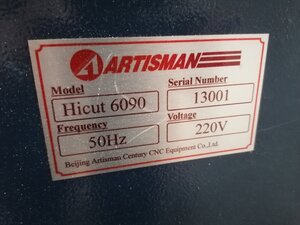 ARTISMAN
Model Serial Number
Hicut 6090 13001
Frequency Voltage
50Hz 220V
Beijing Artisman Century CNC Equipment Co.,Ltd.